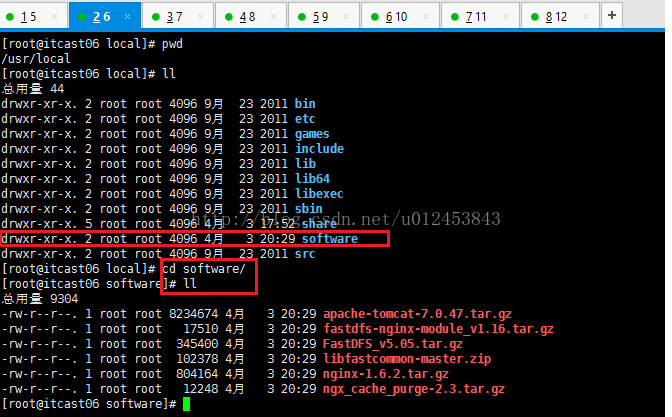 1 5 × 2 6 × 3 7 × 4 8 × 5 9 × 6 10 × 7 11 × 8 12 × +
[root@itcast06 local]# pwd
/usr/local
[root@itcast06 local]# ll
总用量 44
drwxr-xr-x. 2 root root 4096 9月  23 2011 bin
drwxr-xr-x. 2 root root 4096 9月  23 2011 etc
drwxr-xr-x. 2 root root 4096 9月  23 2011 games
drwxr-xr-x. 2 root root 4096 9月  23 2011 include
drwxr-xr-x. 2 root root 4096 9月  23 2011 lib
drwxr-xr-x. 2 root root 4096 9月  23 2011 lib64
drwxr-xr-x. 2 root root 4096 9月  23 2011 libexec
drwxr-xr-x. 2 root root 4096 9月  23 2011 sbin
drwxr-xr-x. 5 root root 4096 4月   3 17:52 share
http://blog.csdn.net/u012453843
drwxr-xr-x. 2 root root 4096 4月   3 20:29 software
drwxr-xr-x. 2 root root 4096 9月  23 2011 src
[root@itcast06 local]# cd software/
[root@itcast06 software]# ll
总用量 9304
-rw-r--r--. 1 root root 8234674 4月   3 20:29 apache-tomcat-7.0.47.tar.gz
-rw-r--r--. 1 root root   17510 4月   3 20:29 fastdfs-nginx-module_v1.16.tar.gz
-rw-r--r--. 1 root root  345400 4月   3 20:29 FastDFS_v5.05.tar.gz
-rw-r--r--. 1 root root  102378 4月   3 20:29 libfastcommon-master.zip
-rw-r--r--. 1 root root  804164 4月   3 20:29 nginx-1.6.2.tar.gz
-rw-r--r--. 1 root root   12248 4月   3 20:29 ngx_cache_purge-2.3.tar.gz
[root@itcast06 software]#